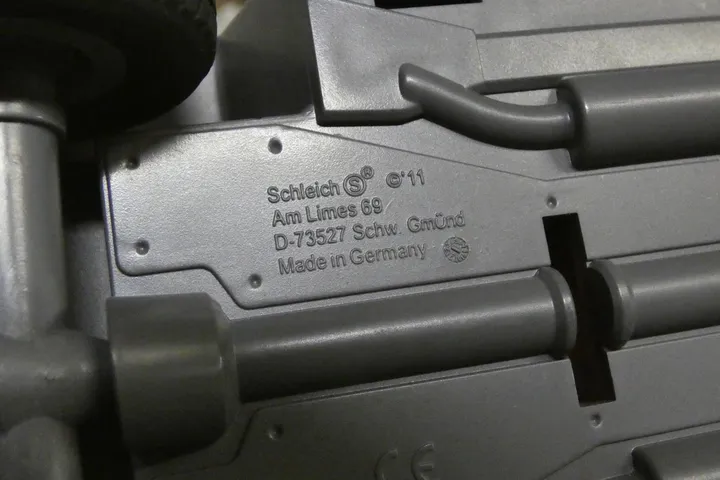 Schleich Ⓢ® ©'11
Am Limes 69
D-73527 Schw. Gmünd
Made in Germany
CE